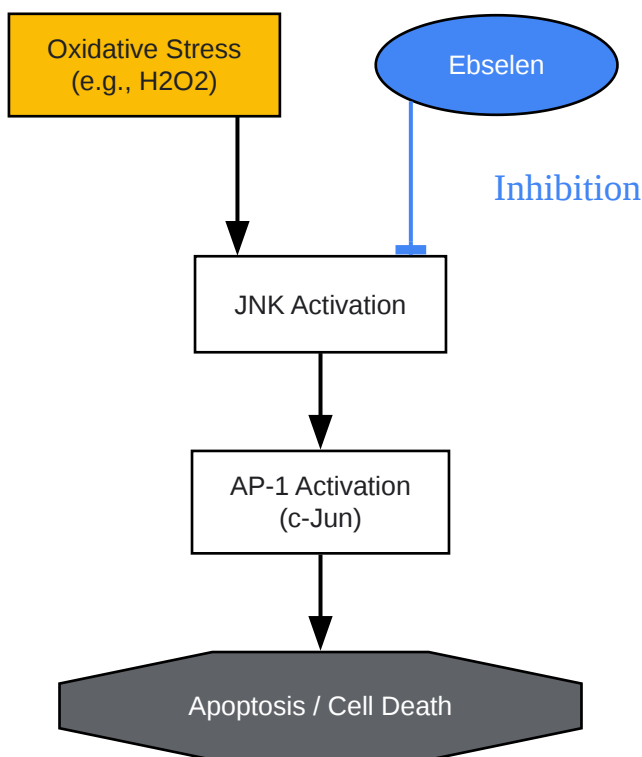 Oxidative Stress
(e.g., H2O2)
Ebselen
Inhibition
JNK Activation
AP-1 Activation
(c-Jun)
Apoptosis / Cell Death